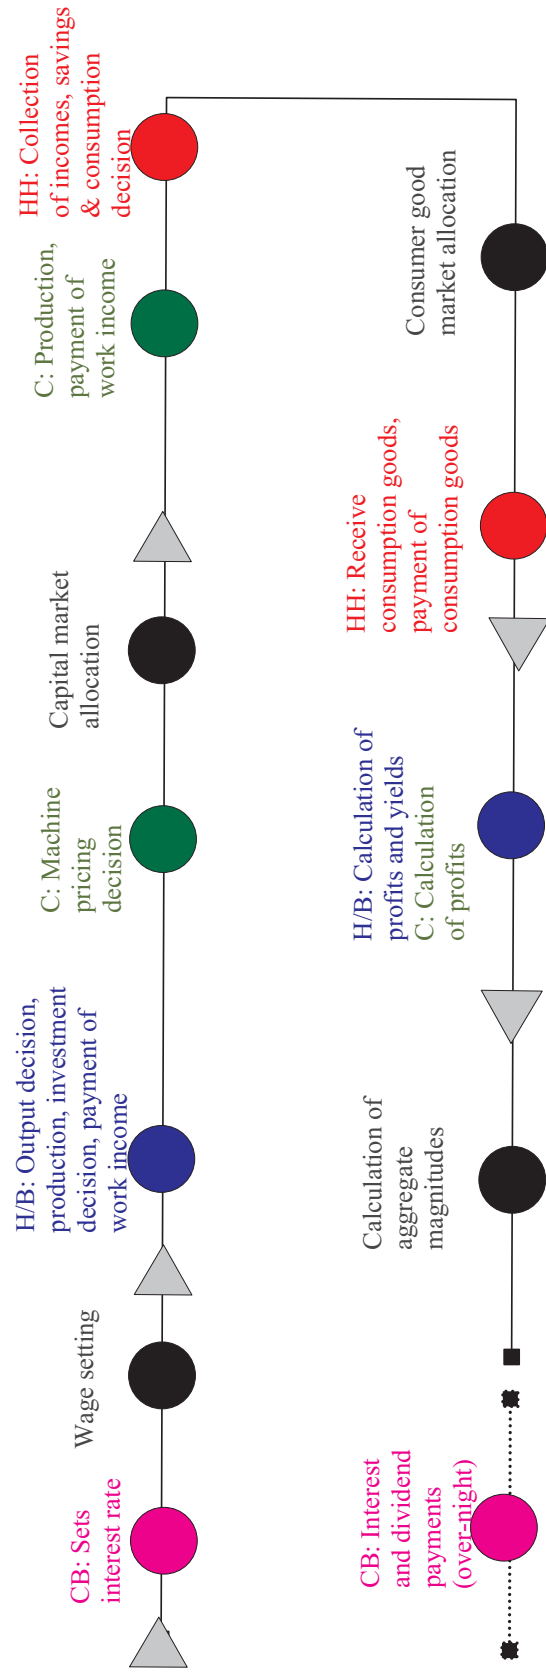 CB: Sets
interest rate
Wage setting
H/B: Output decision,
production, investment
decision, payment of
work income
C: Machine
pricing
decision
Capital market
allocation
C: Production,
payment of
work income
HH: Collection
of incomes, savings
& consumption
decision
Consumer good
market allocation
HH: Receive
consumption goods,
payment of
consumption goods
H/B: Calculation of
profits and yields
C: Calculation
of profits
Calculation of
aggregate
magnitudes
CB: Interest
and dividend
payments
(over-night)